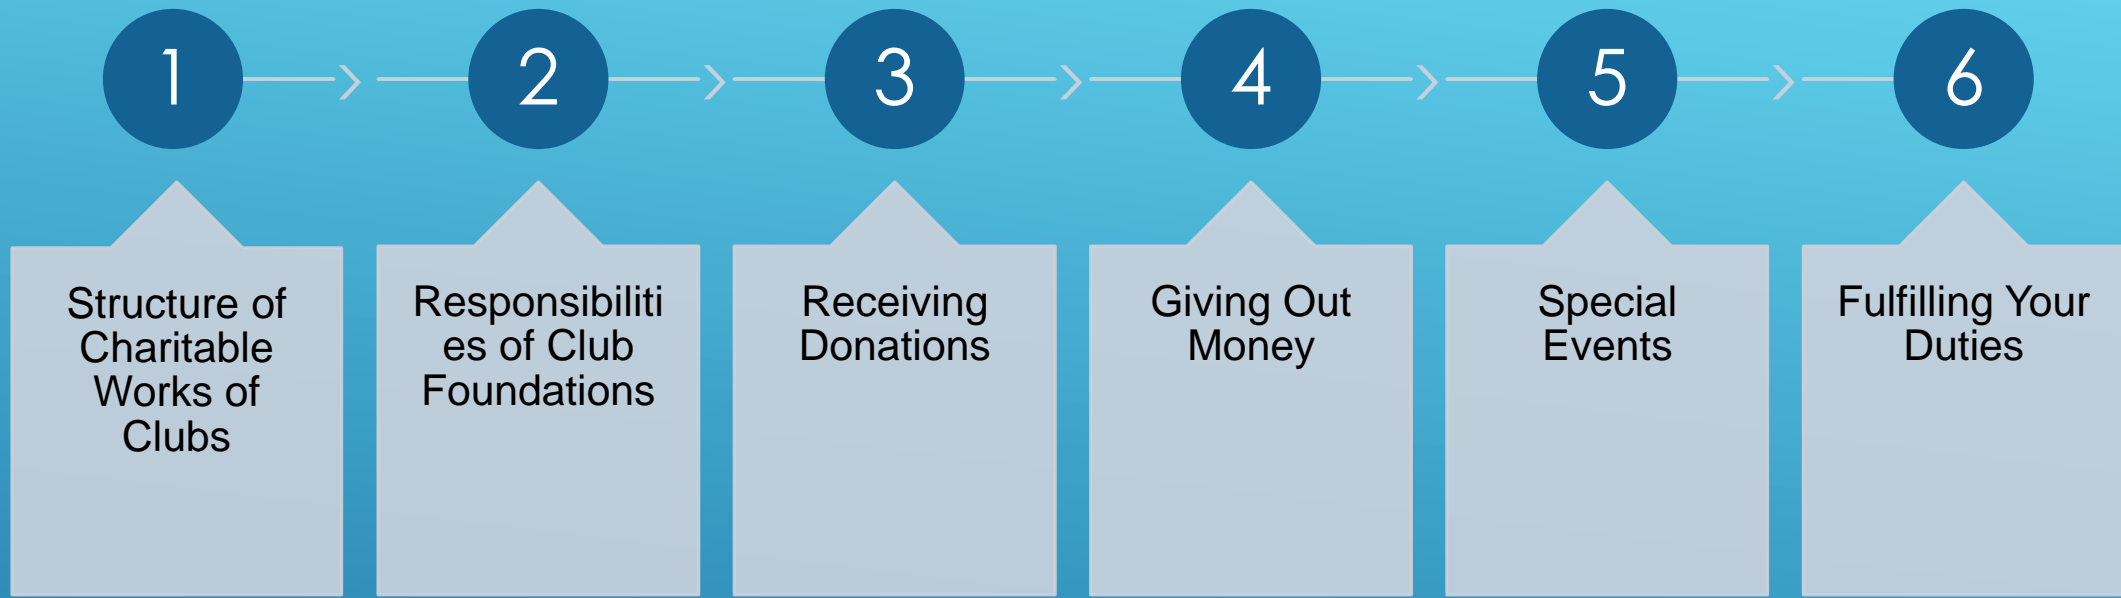 1
2
3
4
5
6
Structure of
Charitable
Works of
Clubs
Responsibiliti
es of Club
Foundations
Receiving
Donations
Giving Out
Money
Special
Events
Fulfilling Your
Duties